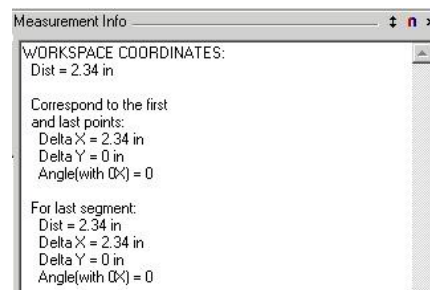 Measurement Info
WORKSPACE COORDINATES:
Dist = 2.34 in
Correspond to the first
and last points:
Delta X = 2.34 in
Delta Y = 0 in
Angle(with 0X) = 0
For last segment:
Dist = 2.34 in
Delta X = 2.34 in
Delta Y = 0 in
Angle(with 0X) = 0